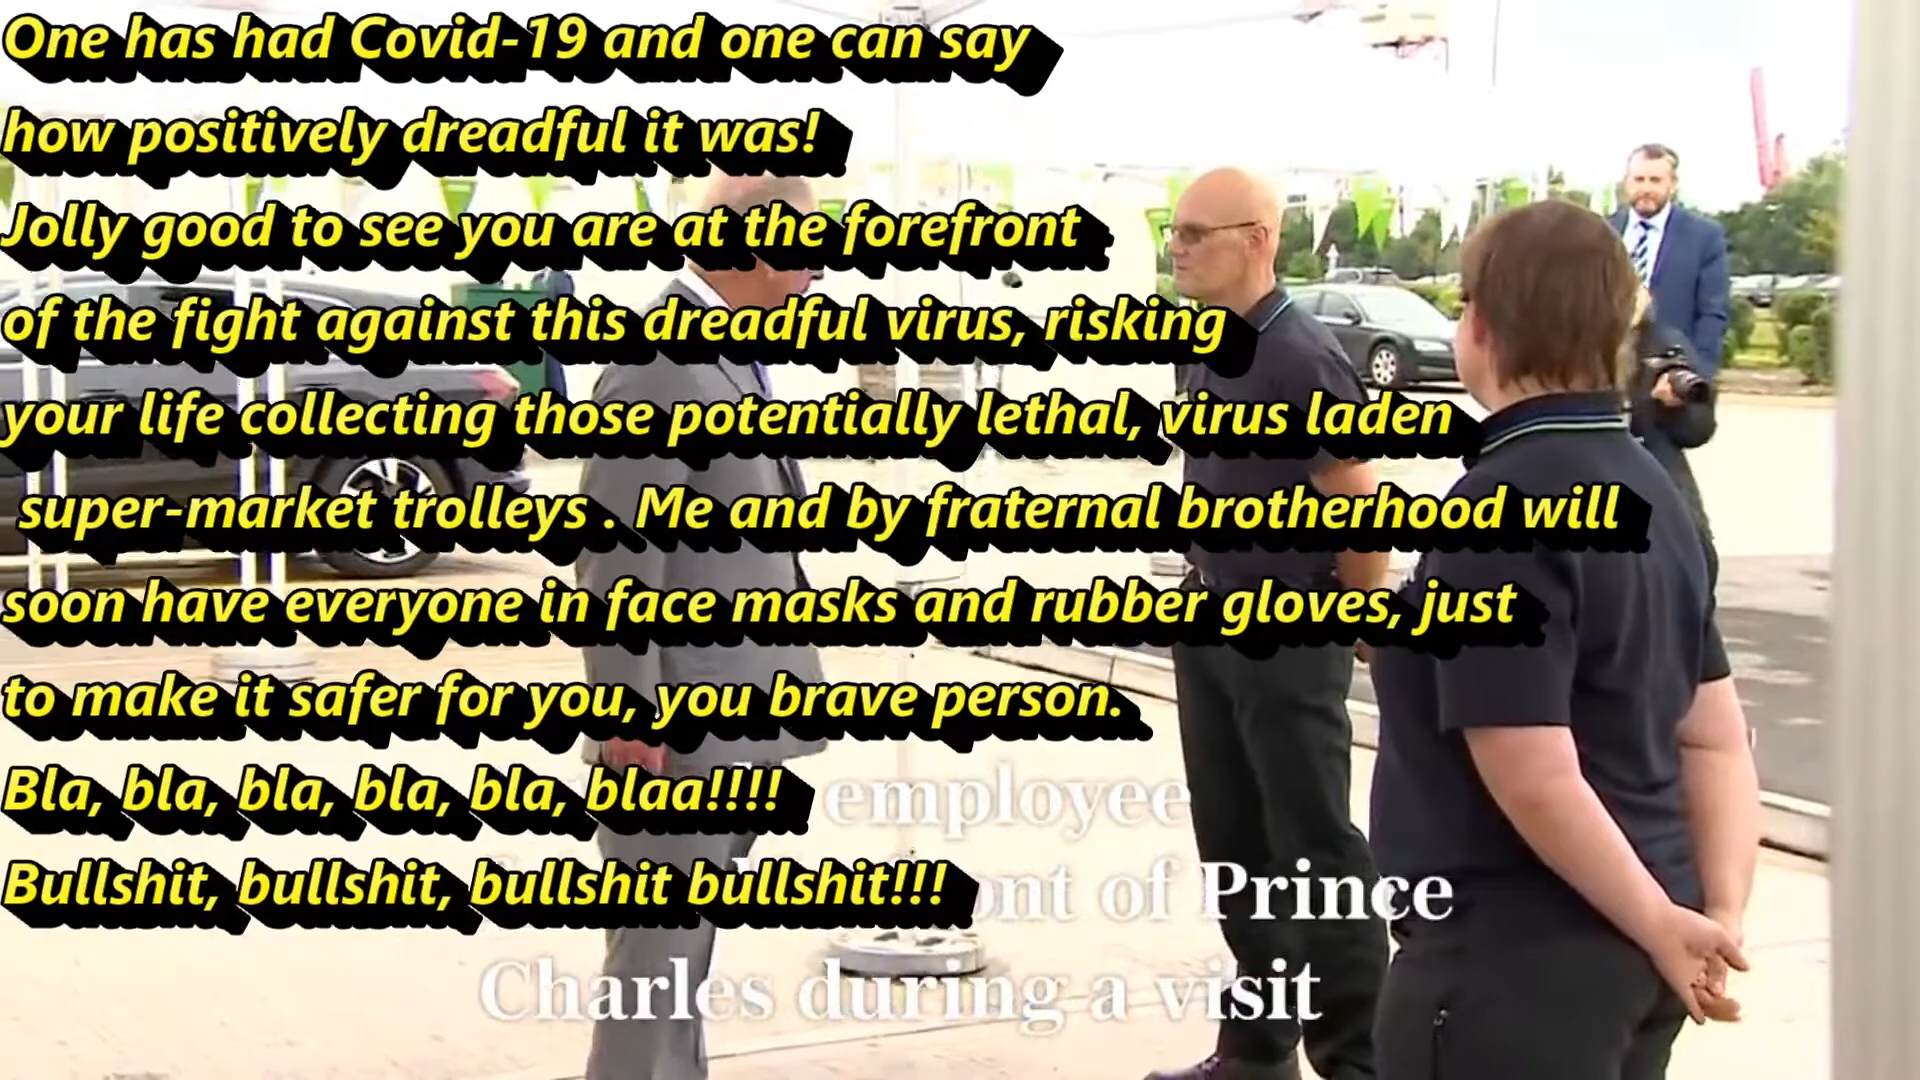 One has had Covid-19 and one can say
how positively dreadful it was!
Jolly good to see you are at the forefront
of the fight against this dreadful virus, risking
your life collecting those potentially lethal, virus laden
super-market trolleys . Me and by fraternal brotherhood will
soon have everyone in face masks and rubber gloves, just
to make it safer for you, you brave person.
Bla, bla, bla, bla, bla, blaa!!!!
Bullshit, bullshit, bullshit bullshit!!!
employee
of Prince
Charles during a visit